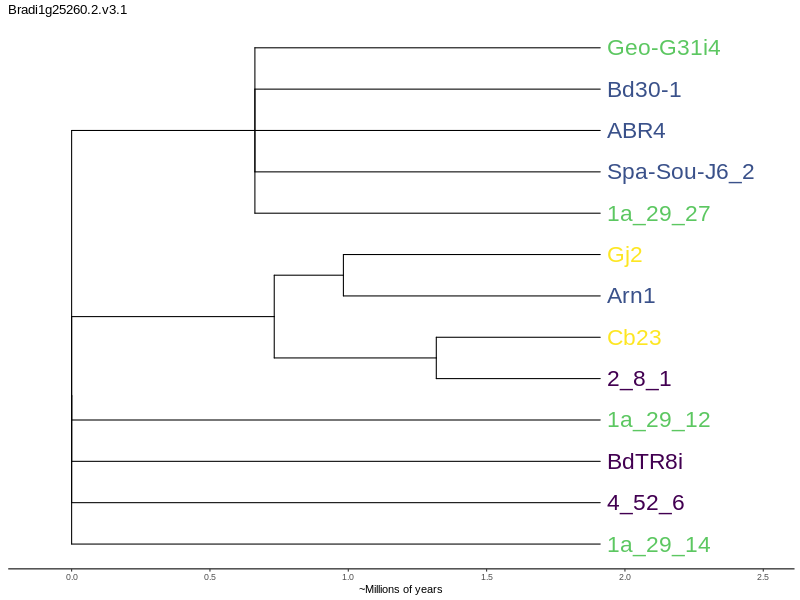 Bradi1g25260.2.v3.1
Geo-G31i4
Bd30-1
ABR4
Spa-Sou-J6_2
1a_29_27
Gj2
Arn1
Cb23
2_8_1
1a_29_12
BdTR8i
4_52_6
1a_29_14
0.0 0.5 1.0 1.5 2.0 2.5
~Millions of years